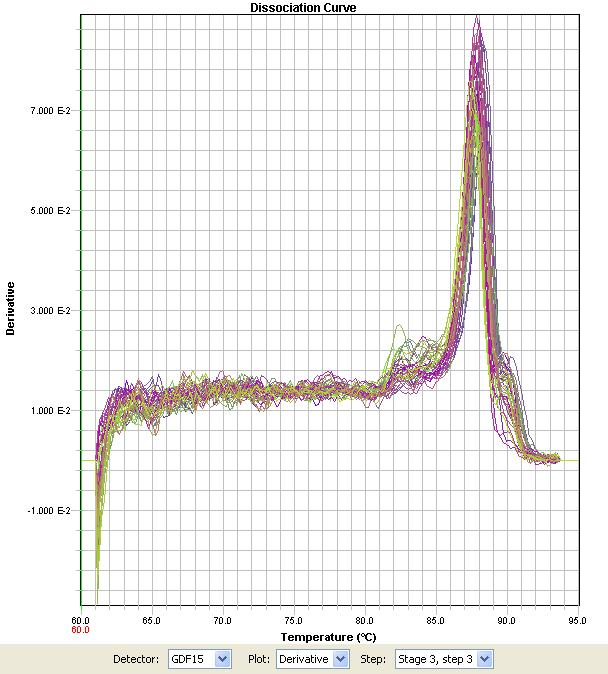 Dissociation Curve
7.000 E-2
5.000 E-2
3.000 E-2
1.000 E-2
-1.000 E-2
Derivative
60.0 65.0 70.0 75.0 80.0 85.0 90.0 95.0
60.0
Temperature (°C)
Detector: GDF15 Plot: Derivative Step: Stage 3, step 3